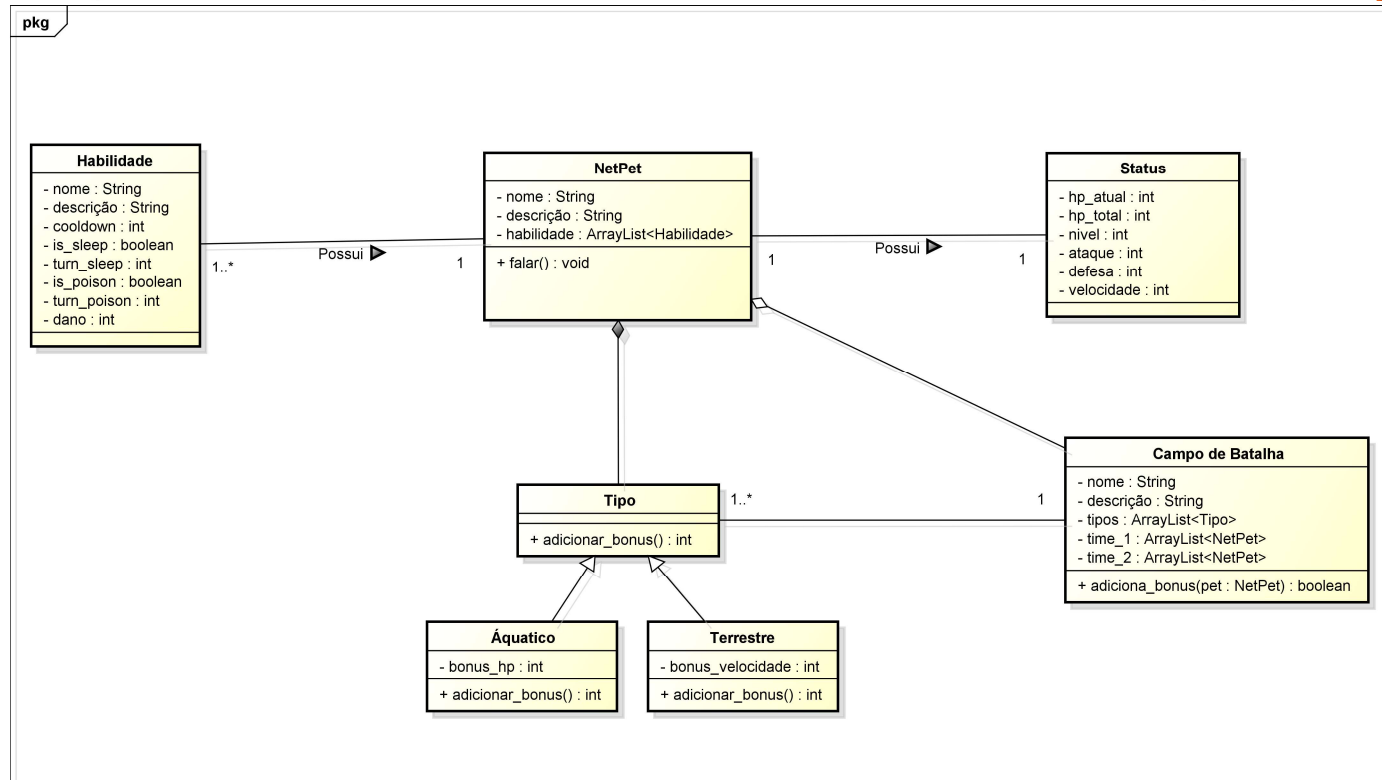 pkg
Habilidade
- nome : String
- descrição : String
- cooldown : int
- is_sleep : boolean
- turn_sleep : int
- is_poison : boolean
- turn_poison : int
- dano : int
1..*
Possui
1
NetPet
- nome : String
- descrição : String
- habilidade : ArrayList<Habilidade>
+ falar() : void
1
Possui
1
Status
- hp_atual : int
- hp_total : int
- nivel : int
- ataque : int
- defesa : int
- velocidade : int
Tipo
+ adicionar_bonus() : int
1..*
1
Campo de Batalha
- nome : String
- descrição : String
- tipos : ArrayList<Tipo>
- time_1 : ArrayList<NetPet>
- time_2 : ArrayList<NetPet>
+ adiciona_bonus(pet : NetPet) : boolean
Áquatico
- bonus_hp : int
+ adicionar_bonus() : int
Terrestre
- bonus_velocidade : int
+ adicionar_bonus() : int